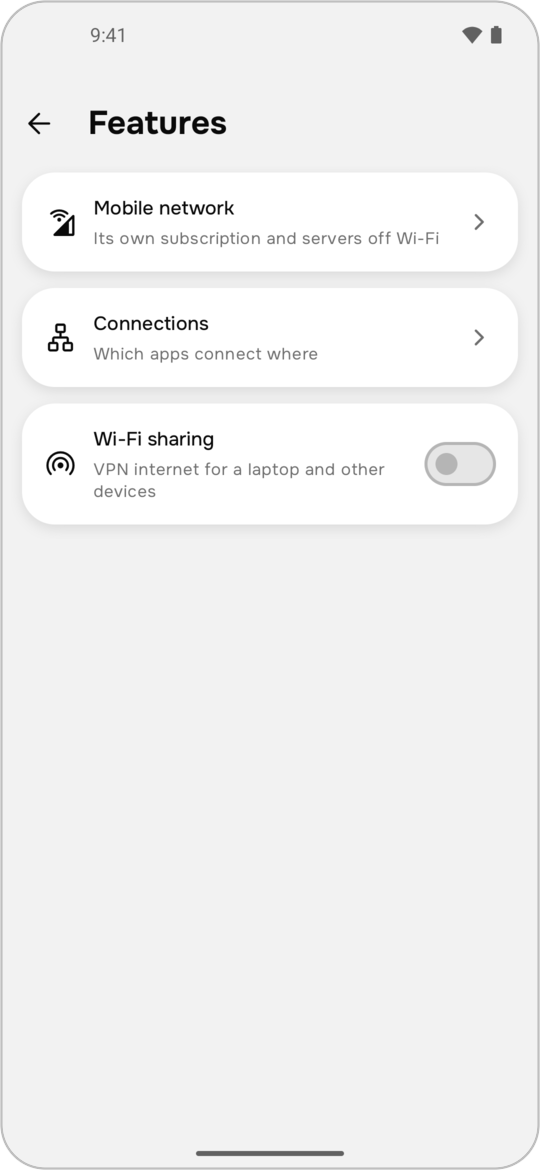 9:41
Features
Mobile network
Its own subscription and servers off Wi-Fi
Connections
Which apps connect where
Wi-Fi sharing
VPN internet for a laptop and other
devices